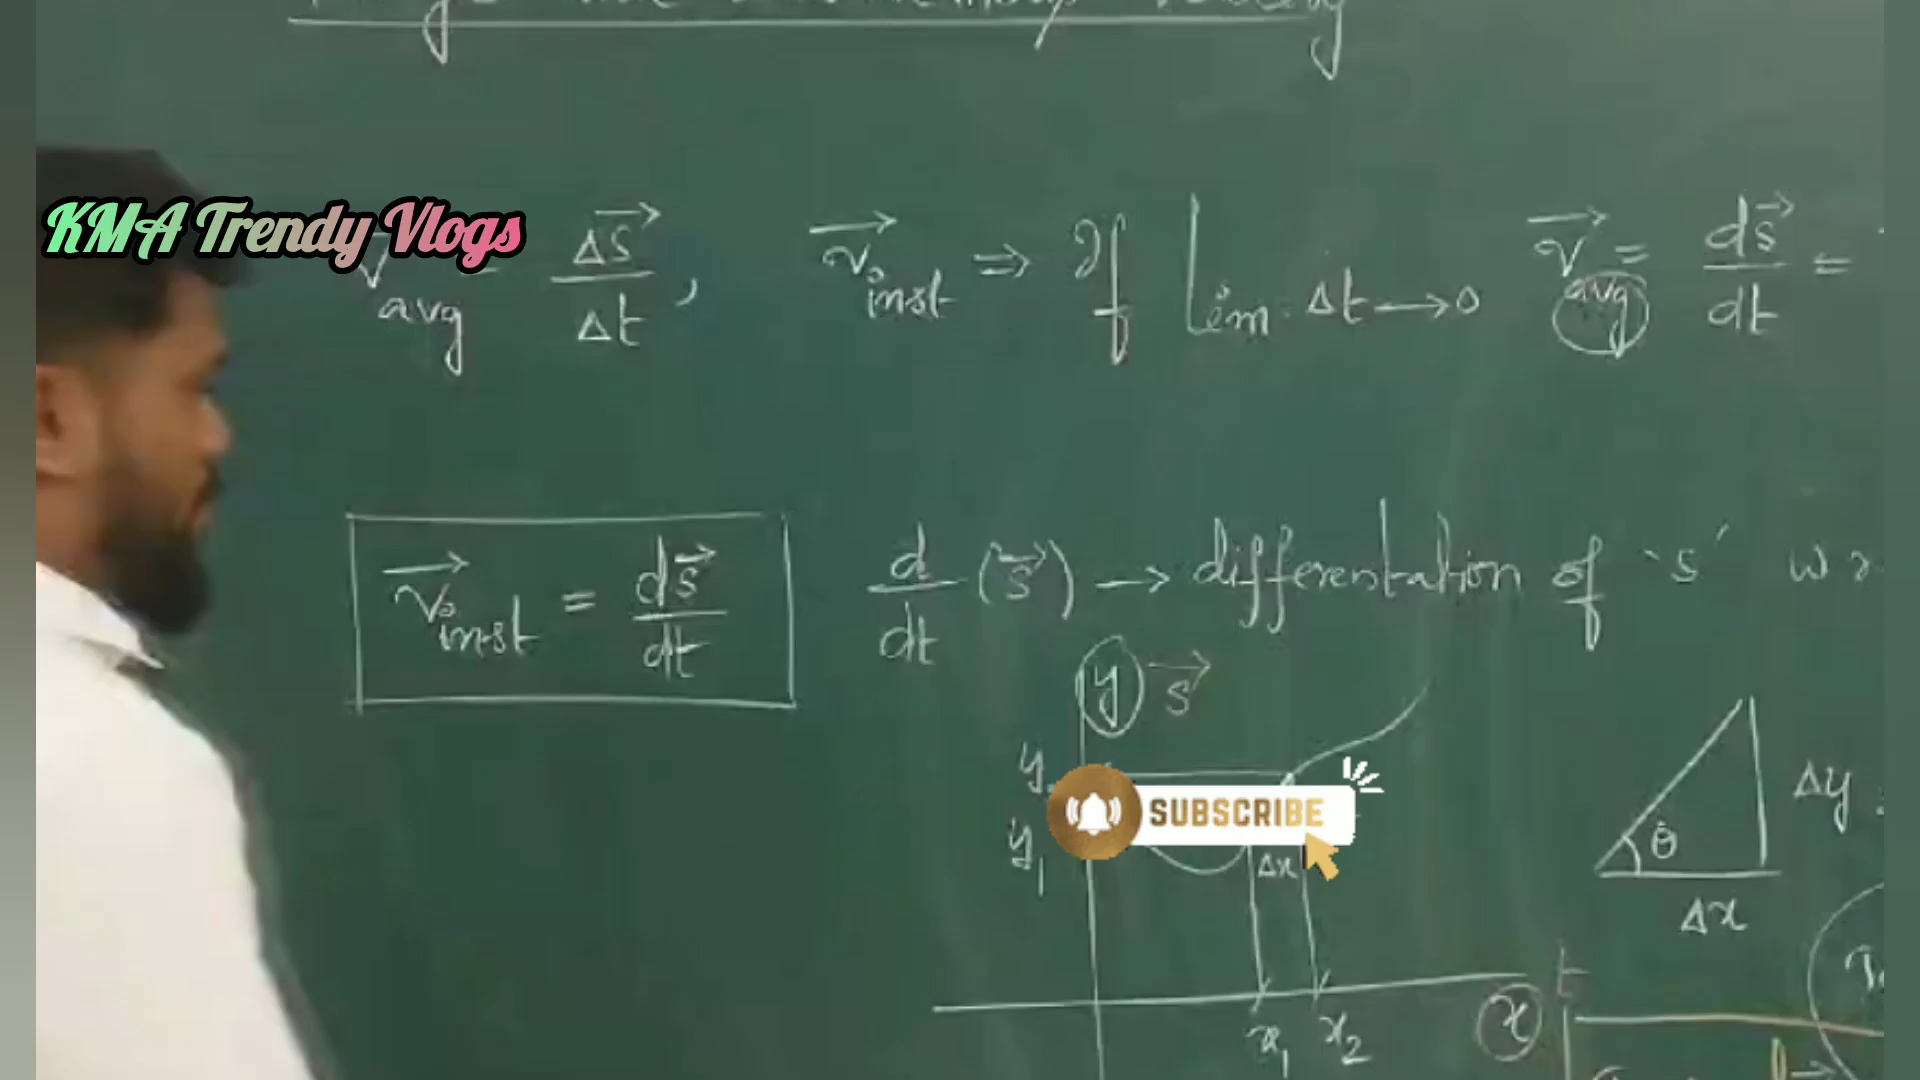 KMA Trendy Vlogs
v avg = Δs⃗/Δt, v⃗ inst ⇒ If Lim. Δt→0 v⃗ avg = ds⃗/dt =
v⃗ inst = ds⃗/dt d/dt (s⃗) → differentation of 's' w
y s⃗
y
SUBSCRIBE
Δy
y₁
Δx
θ
Δx
t
x₁ x₂ x